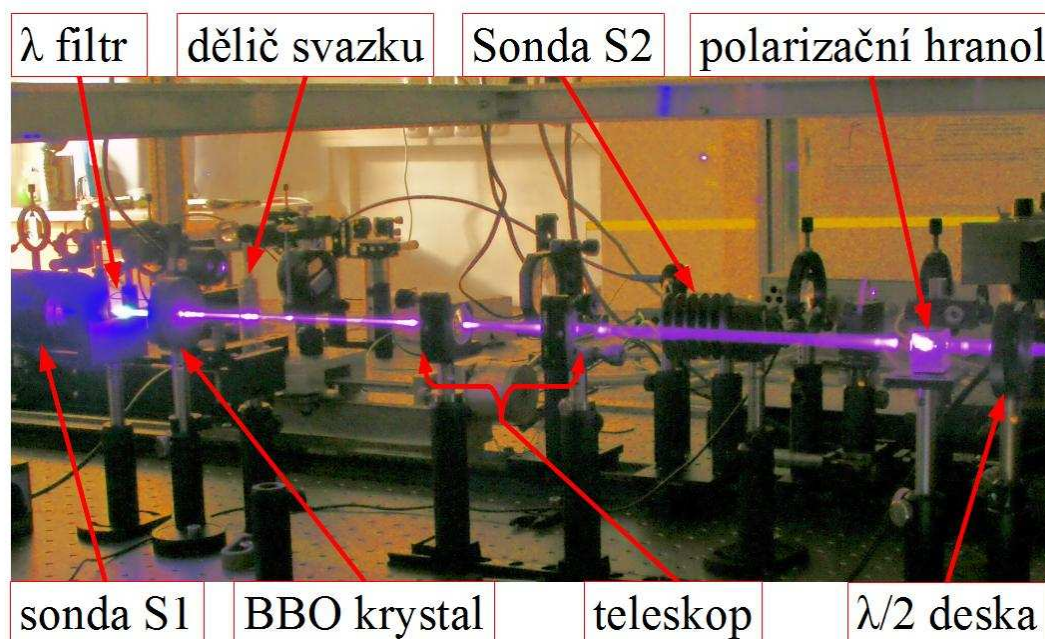 λ filtr
dělič svazku
Sonda S2
polarizační hranol
sonda S1
BBO krystal
teleskop
λ/2 deska